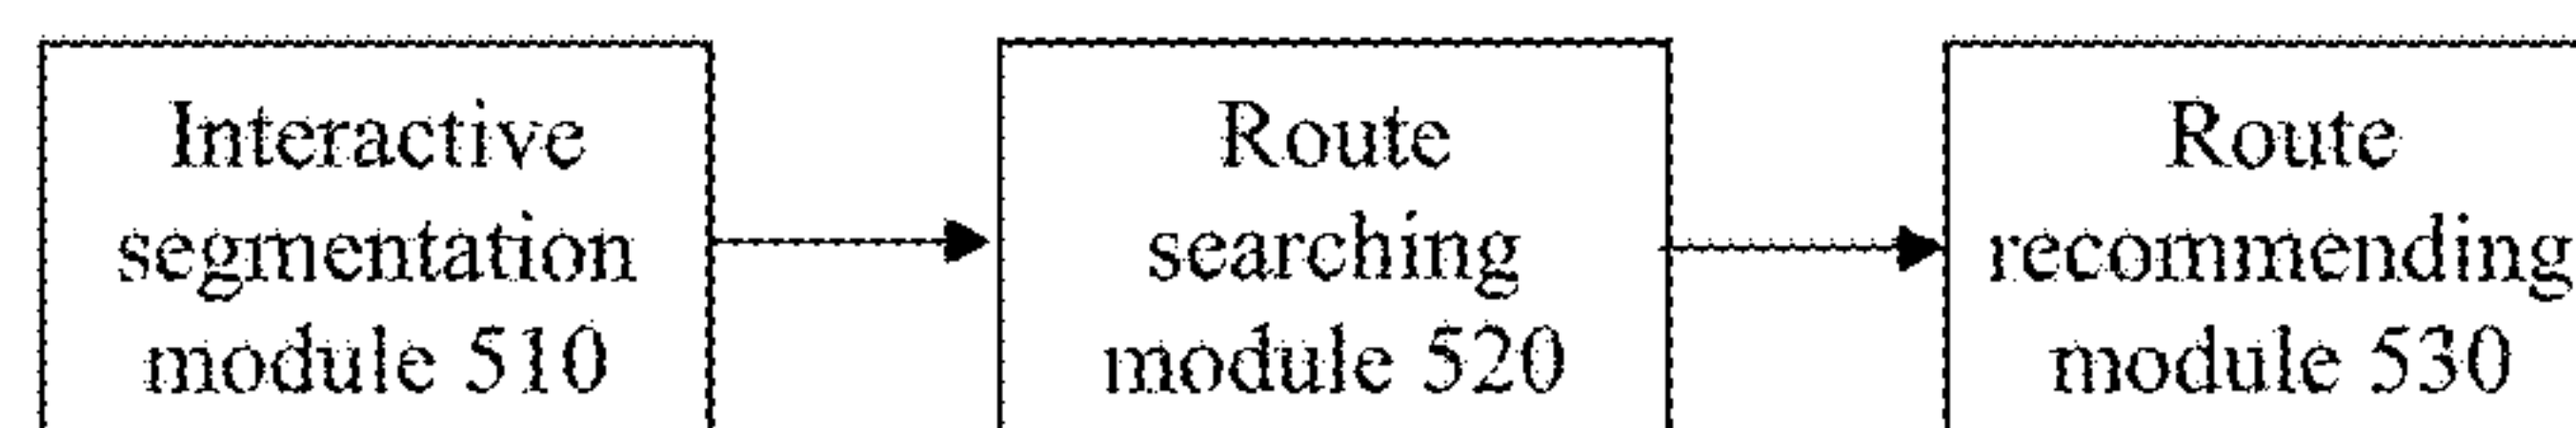 Interactive
segmentation
module 510
Route
searching
module 520
Route
recommending
module 530